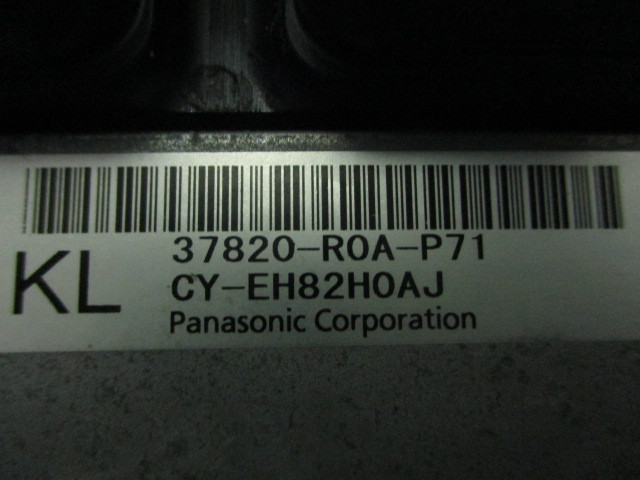 37820-R0A-P71
KL
CY-EH82H0AJ
Panasonic Corporation